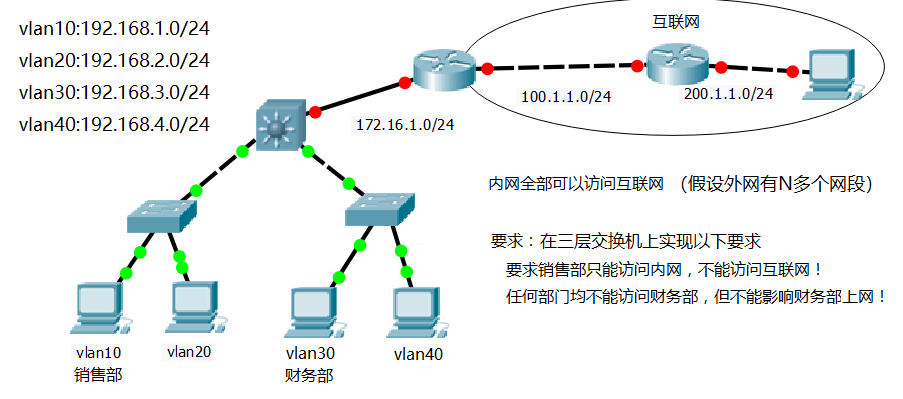 vlan10:192.168.1.0/24
vlan20:192.168.2.0/24
vlan30:192.168.3.0/24
vlan40:192.168.4.0/24
互联网
172.16.1.0/24
100.1.1.0/24
200.1.1.0/24
内网全部可以访问互联网 （假设外网有N多个网段）
要求：在三层交换机上实现以下要求
要求销售部只能访问内网，不能访问互联网！
任何部门均不能访问财务部，但不能影响财务部上网！
vlan10
销售部
vlan20
vlan30
财务部
vlan40